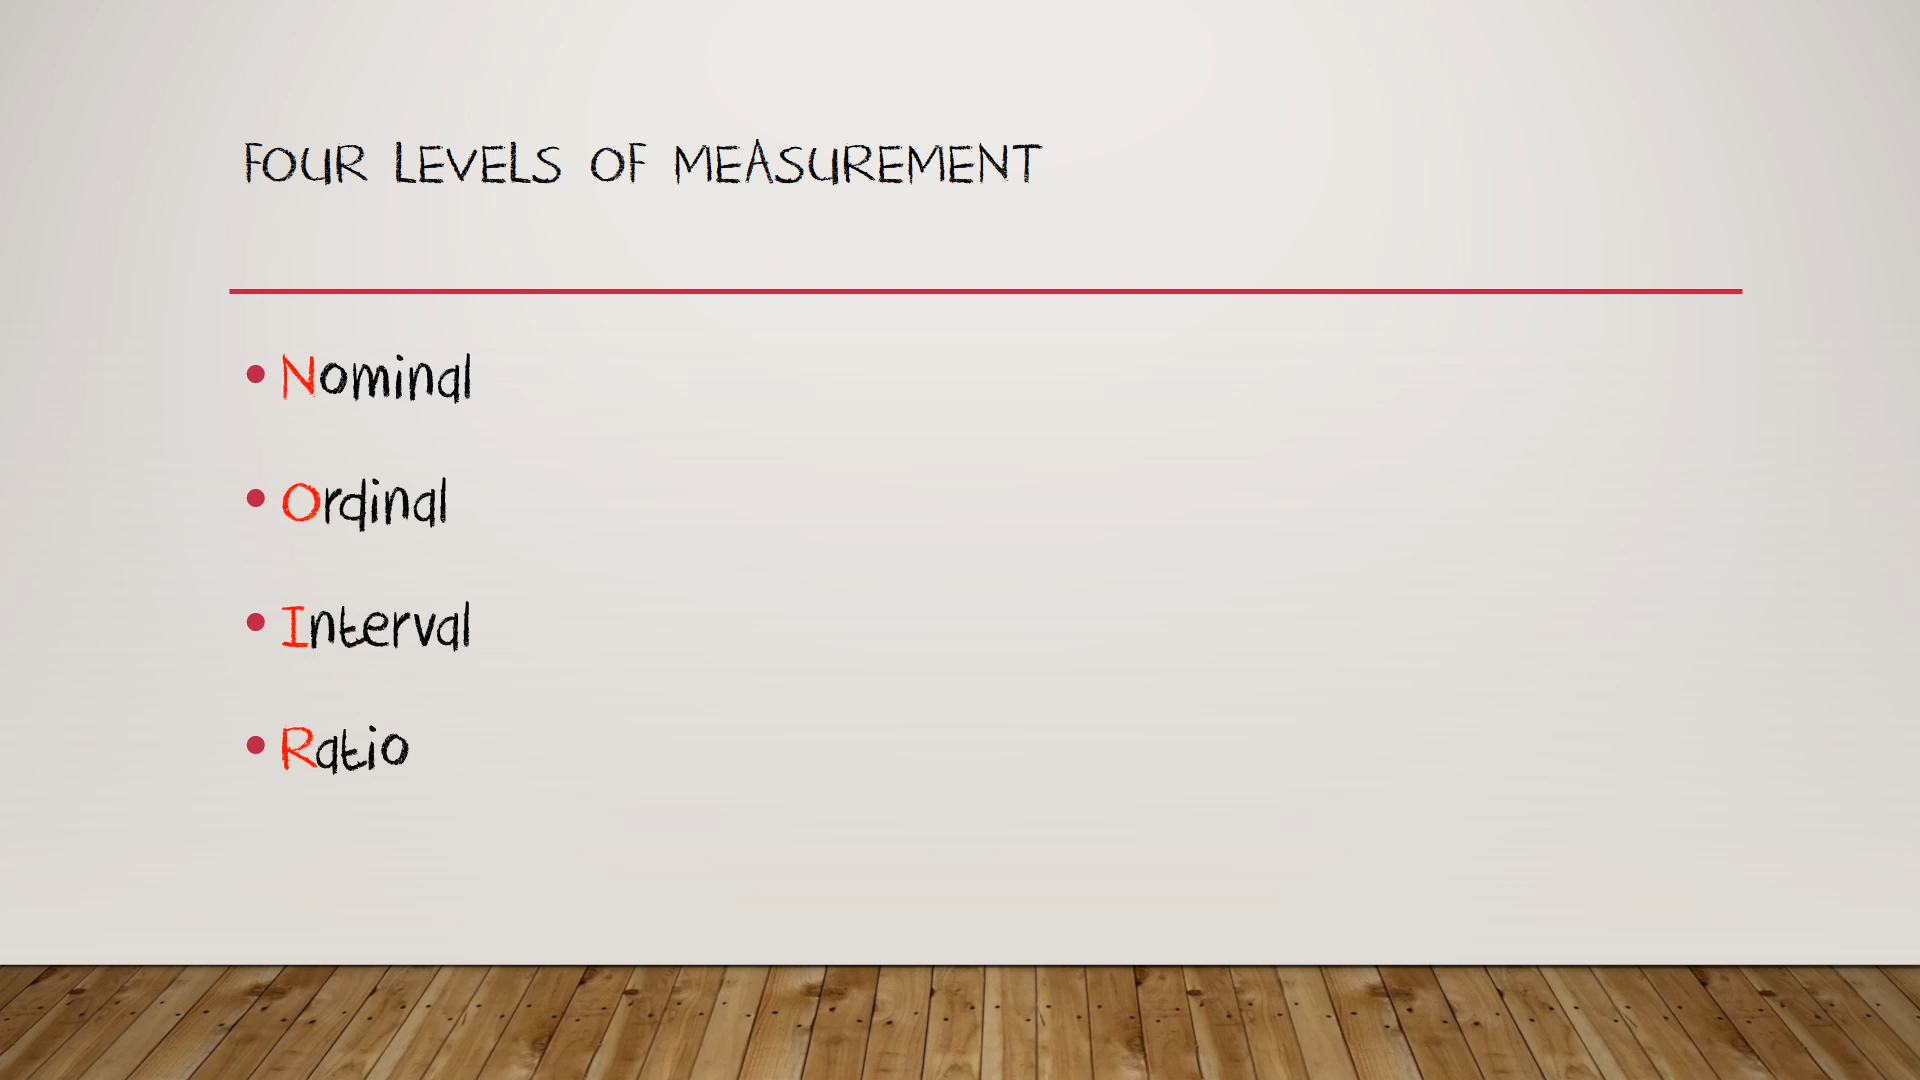 FOUR LEVELS OF MEASUREMENT
• Nominal
• Ordinal
• Interval
• Ratio